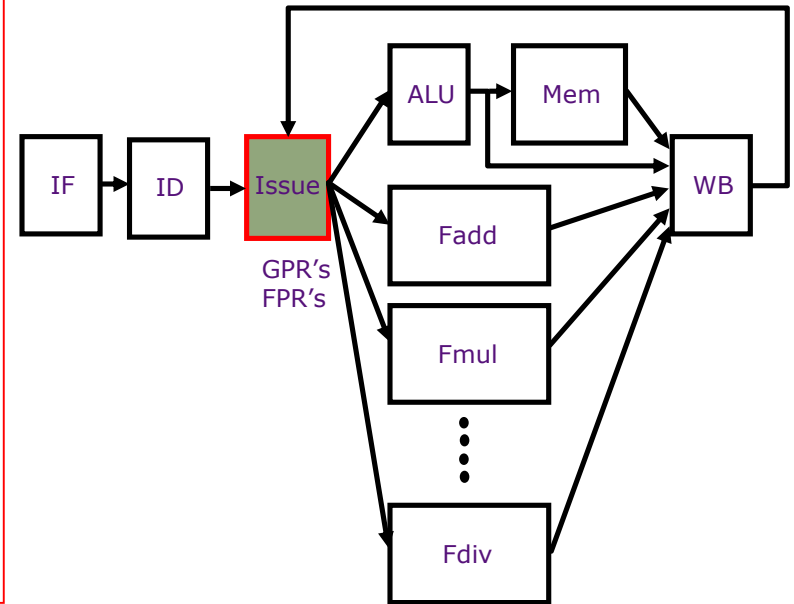 ALU
Mem
IF
ID
Issue
WB
Fadd
GPR's
FPR's
Fmul
Fdiv